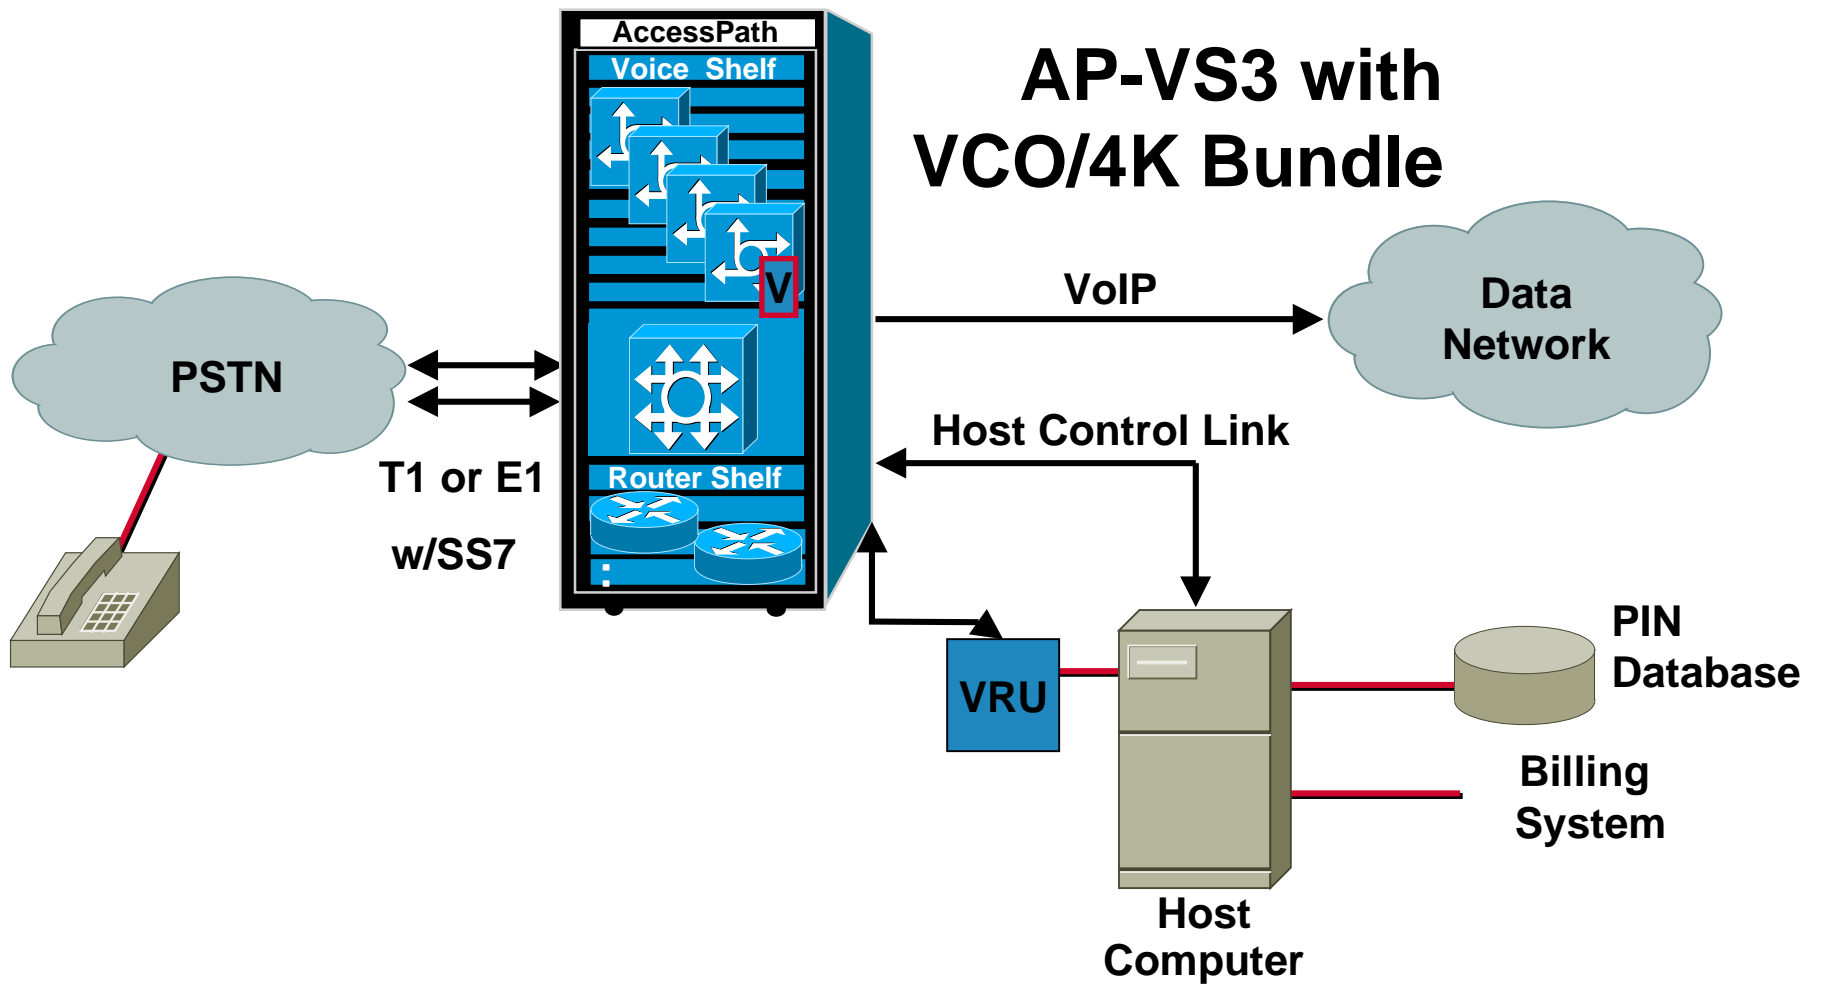 AccessPath
Voice Shelf
AP-VS3 with
VCO/4K Bundle
V
VoIP
Data
Network
PSTN
Host Control Link
T1 or E1
w/SS7
Router Shelf
:
VRU
PIN
Database
Billing
System
Host
Computer